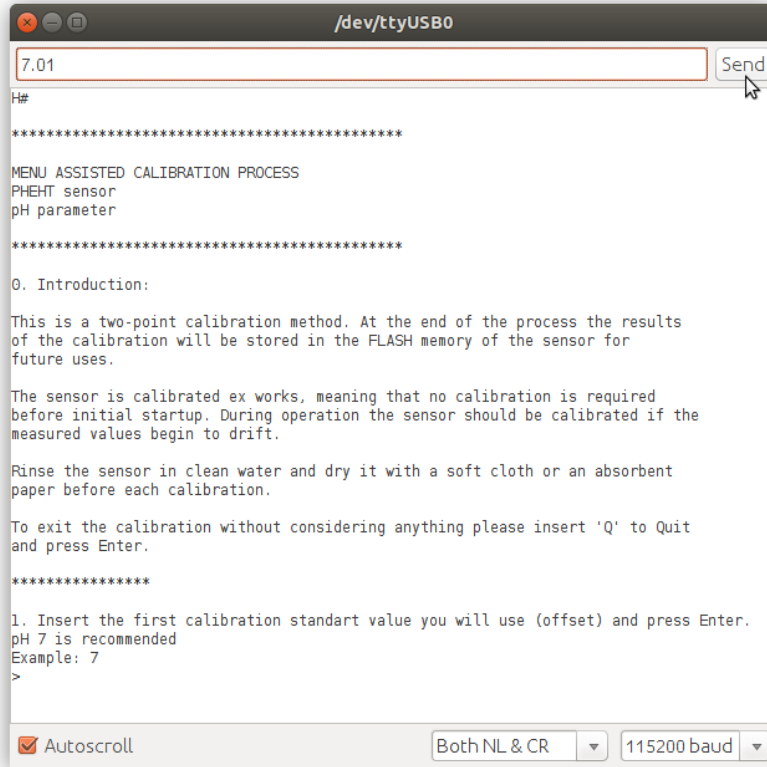 /dev/ttyUSB0
7.01
Send
H#
*********************************************
MENU ASSISTED CALIBRATION PROCESS
PHEHT sensor
pH parameter
*********************************************
0. Introduction:
This is a two-point calibration method. At the end of the process the results
of the calibration will be stored in the FLASH memory of the sensor for
future uses.
The sensor is calibrated ex works, meaning that no calibration is required
before initial startup. During operation the sensor should be calibrated if the
measured values begin to drift.
Rinse the sensor in clean water and dry it with a soft cloth or an absorbent
paper before each calibration.
To exit the calibration without considering anything please insert 'Q' to Quit
and press Enter.
****************
1. Insert the first calibration standart value you will use (offset) and press Enter.
pH 7 is recommended
Example: 7
>
Autoscroll
Both NL & CR
115200 baud